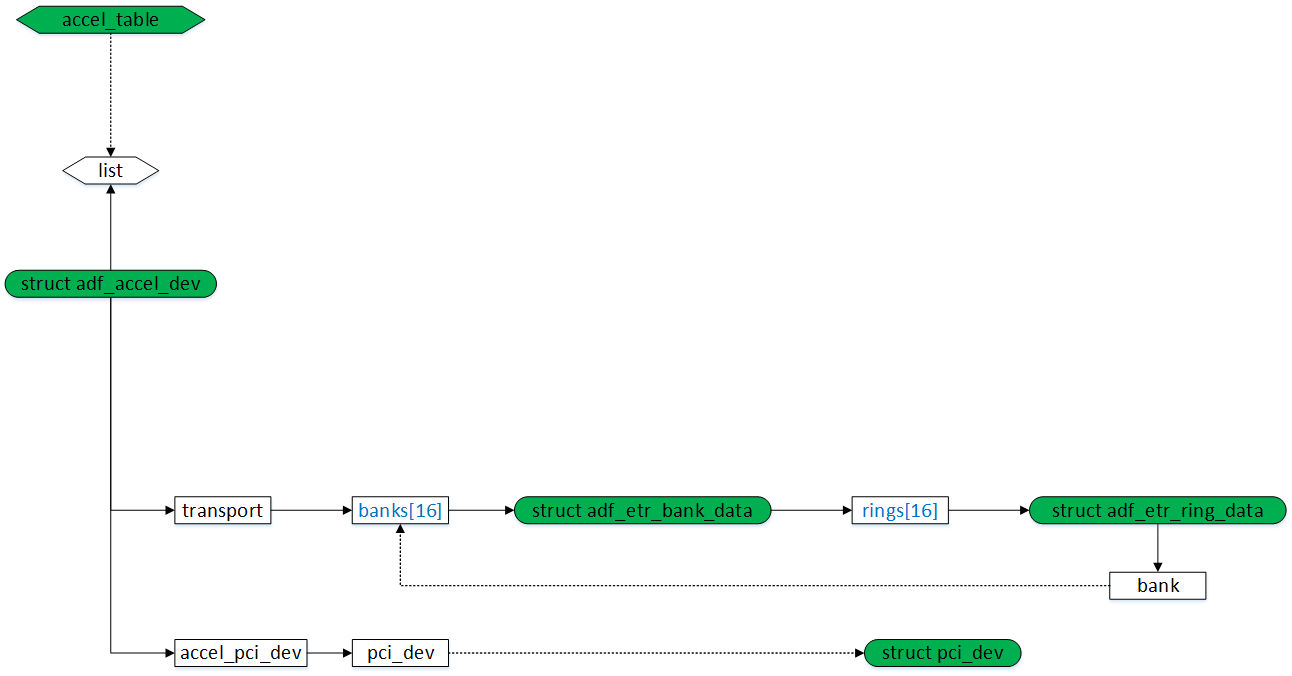 accel_table
list
struct adf_accel_dev
transport
banks[16]
struct adf_etr_bank_data
rings[16]
struct adf_etr_ring_data
bank
accel_pci_dev
pci_dev
struct pci_dev